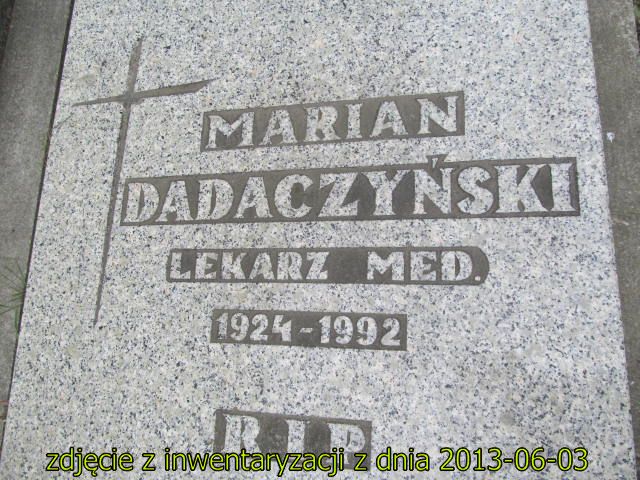 MARIAN
DADACZYŃSKI
LEKARZ MED.
1924-1992
R I P
zdjęcie z inwentaryzacji z dnia 2013-06-03